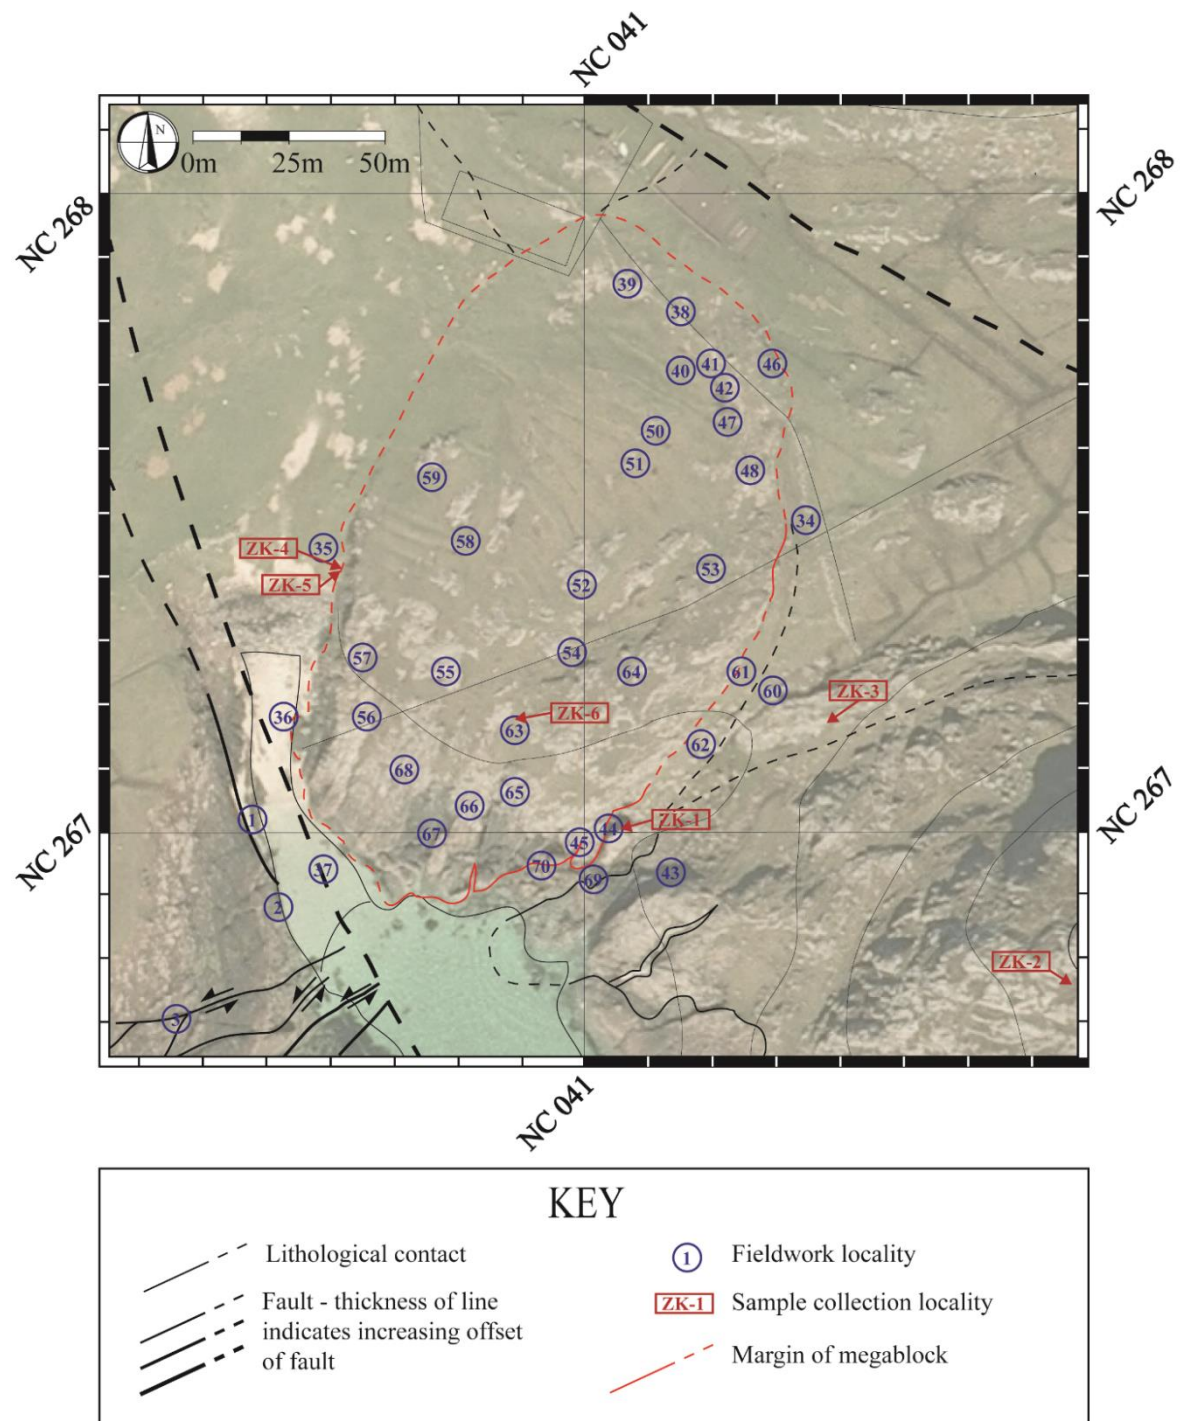 NC 041
N
0m 25m 50m
NC 268
NC 268
39
38
41
46
40
42
47
50
51
48
59
34
35
58
ZK-4
ZK-5
53
52
54
57
55
64
61
60
ZK-3
36
56
63
ZK-6
62
68
65
66
1
67
44
ZK-1
45
NC 267
NC 267
37
70
69
43
2
ZK-2
3
NC 041
KEY
Lithological contact
1
Fieldwork locality
Fault - thickness of line
indicates increasing offset
of fault
ZK-1
Sample collection locality
Margin of megablock